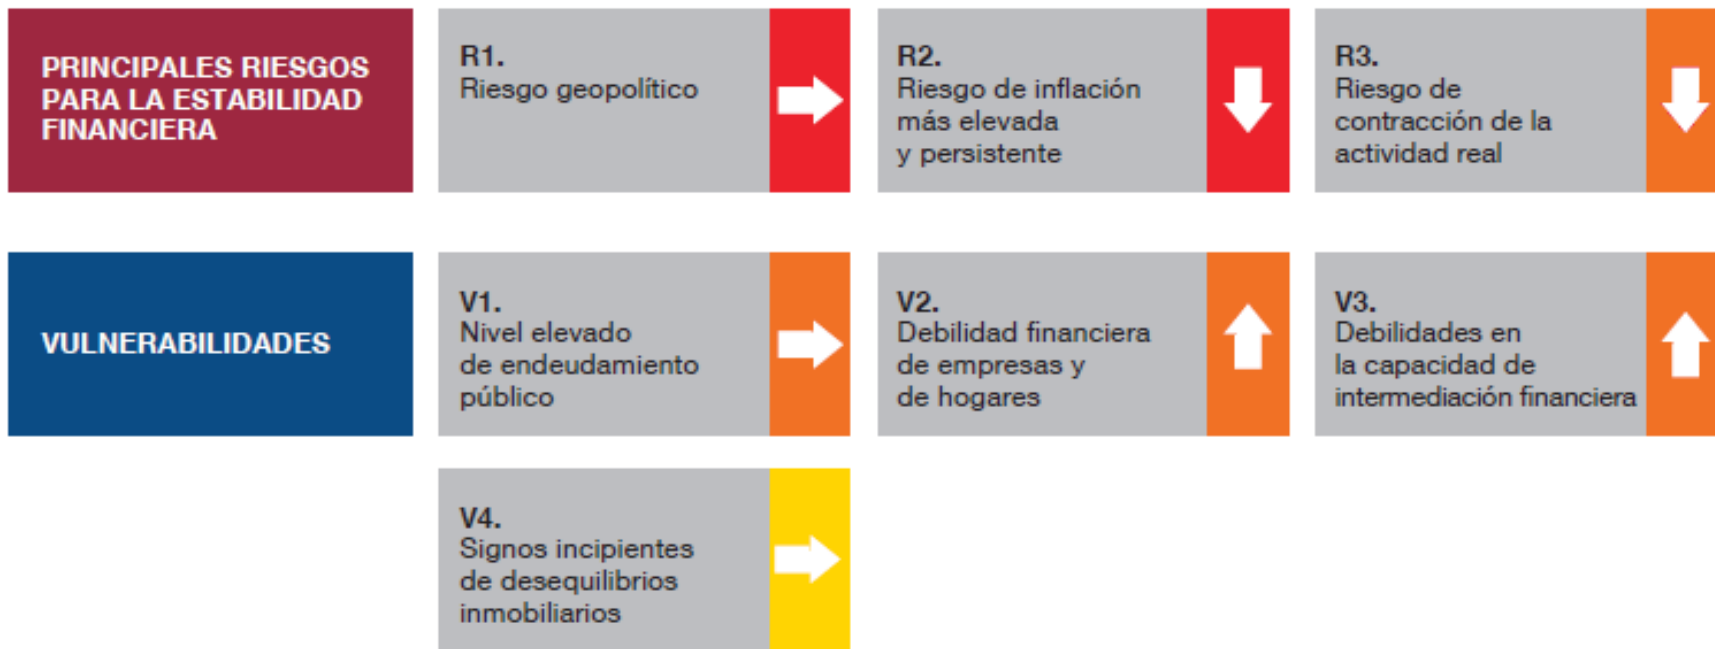 PRINCIPALES RIESGOS
PARA LA ESTABILIDAD
FINANCIERA
R1.
Riesgo geopolítico
R2.
Riesgo de inflación
más elevada
y persistente
R3.
Riesgo de
contracción de la
actividad real
VULNERABILIDADES
V1.
Nivel elevado
de endeudamiento
público
V2.
Debilidad financiera
de empresas y
de hogares
V3.
Debilidades en
la capacidad de
intermediación financiera
V4.
Signos incipientes
de desequilibrios
inmobiliarios